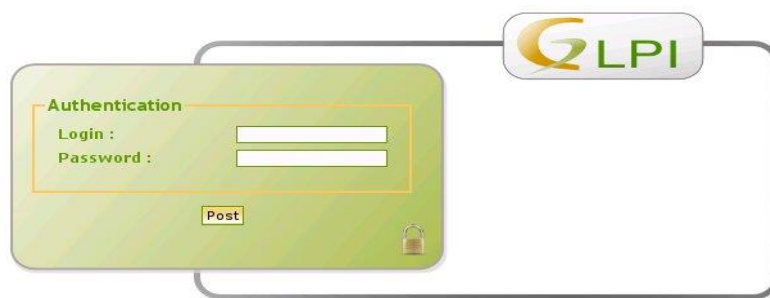 GLPI
Authentication
Login :
Password :
Post